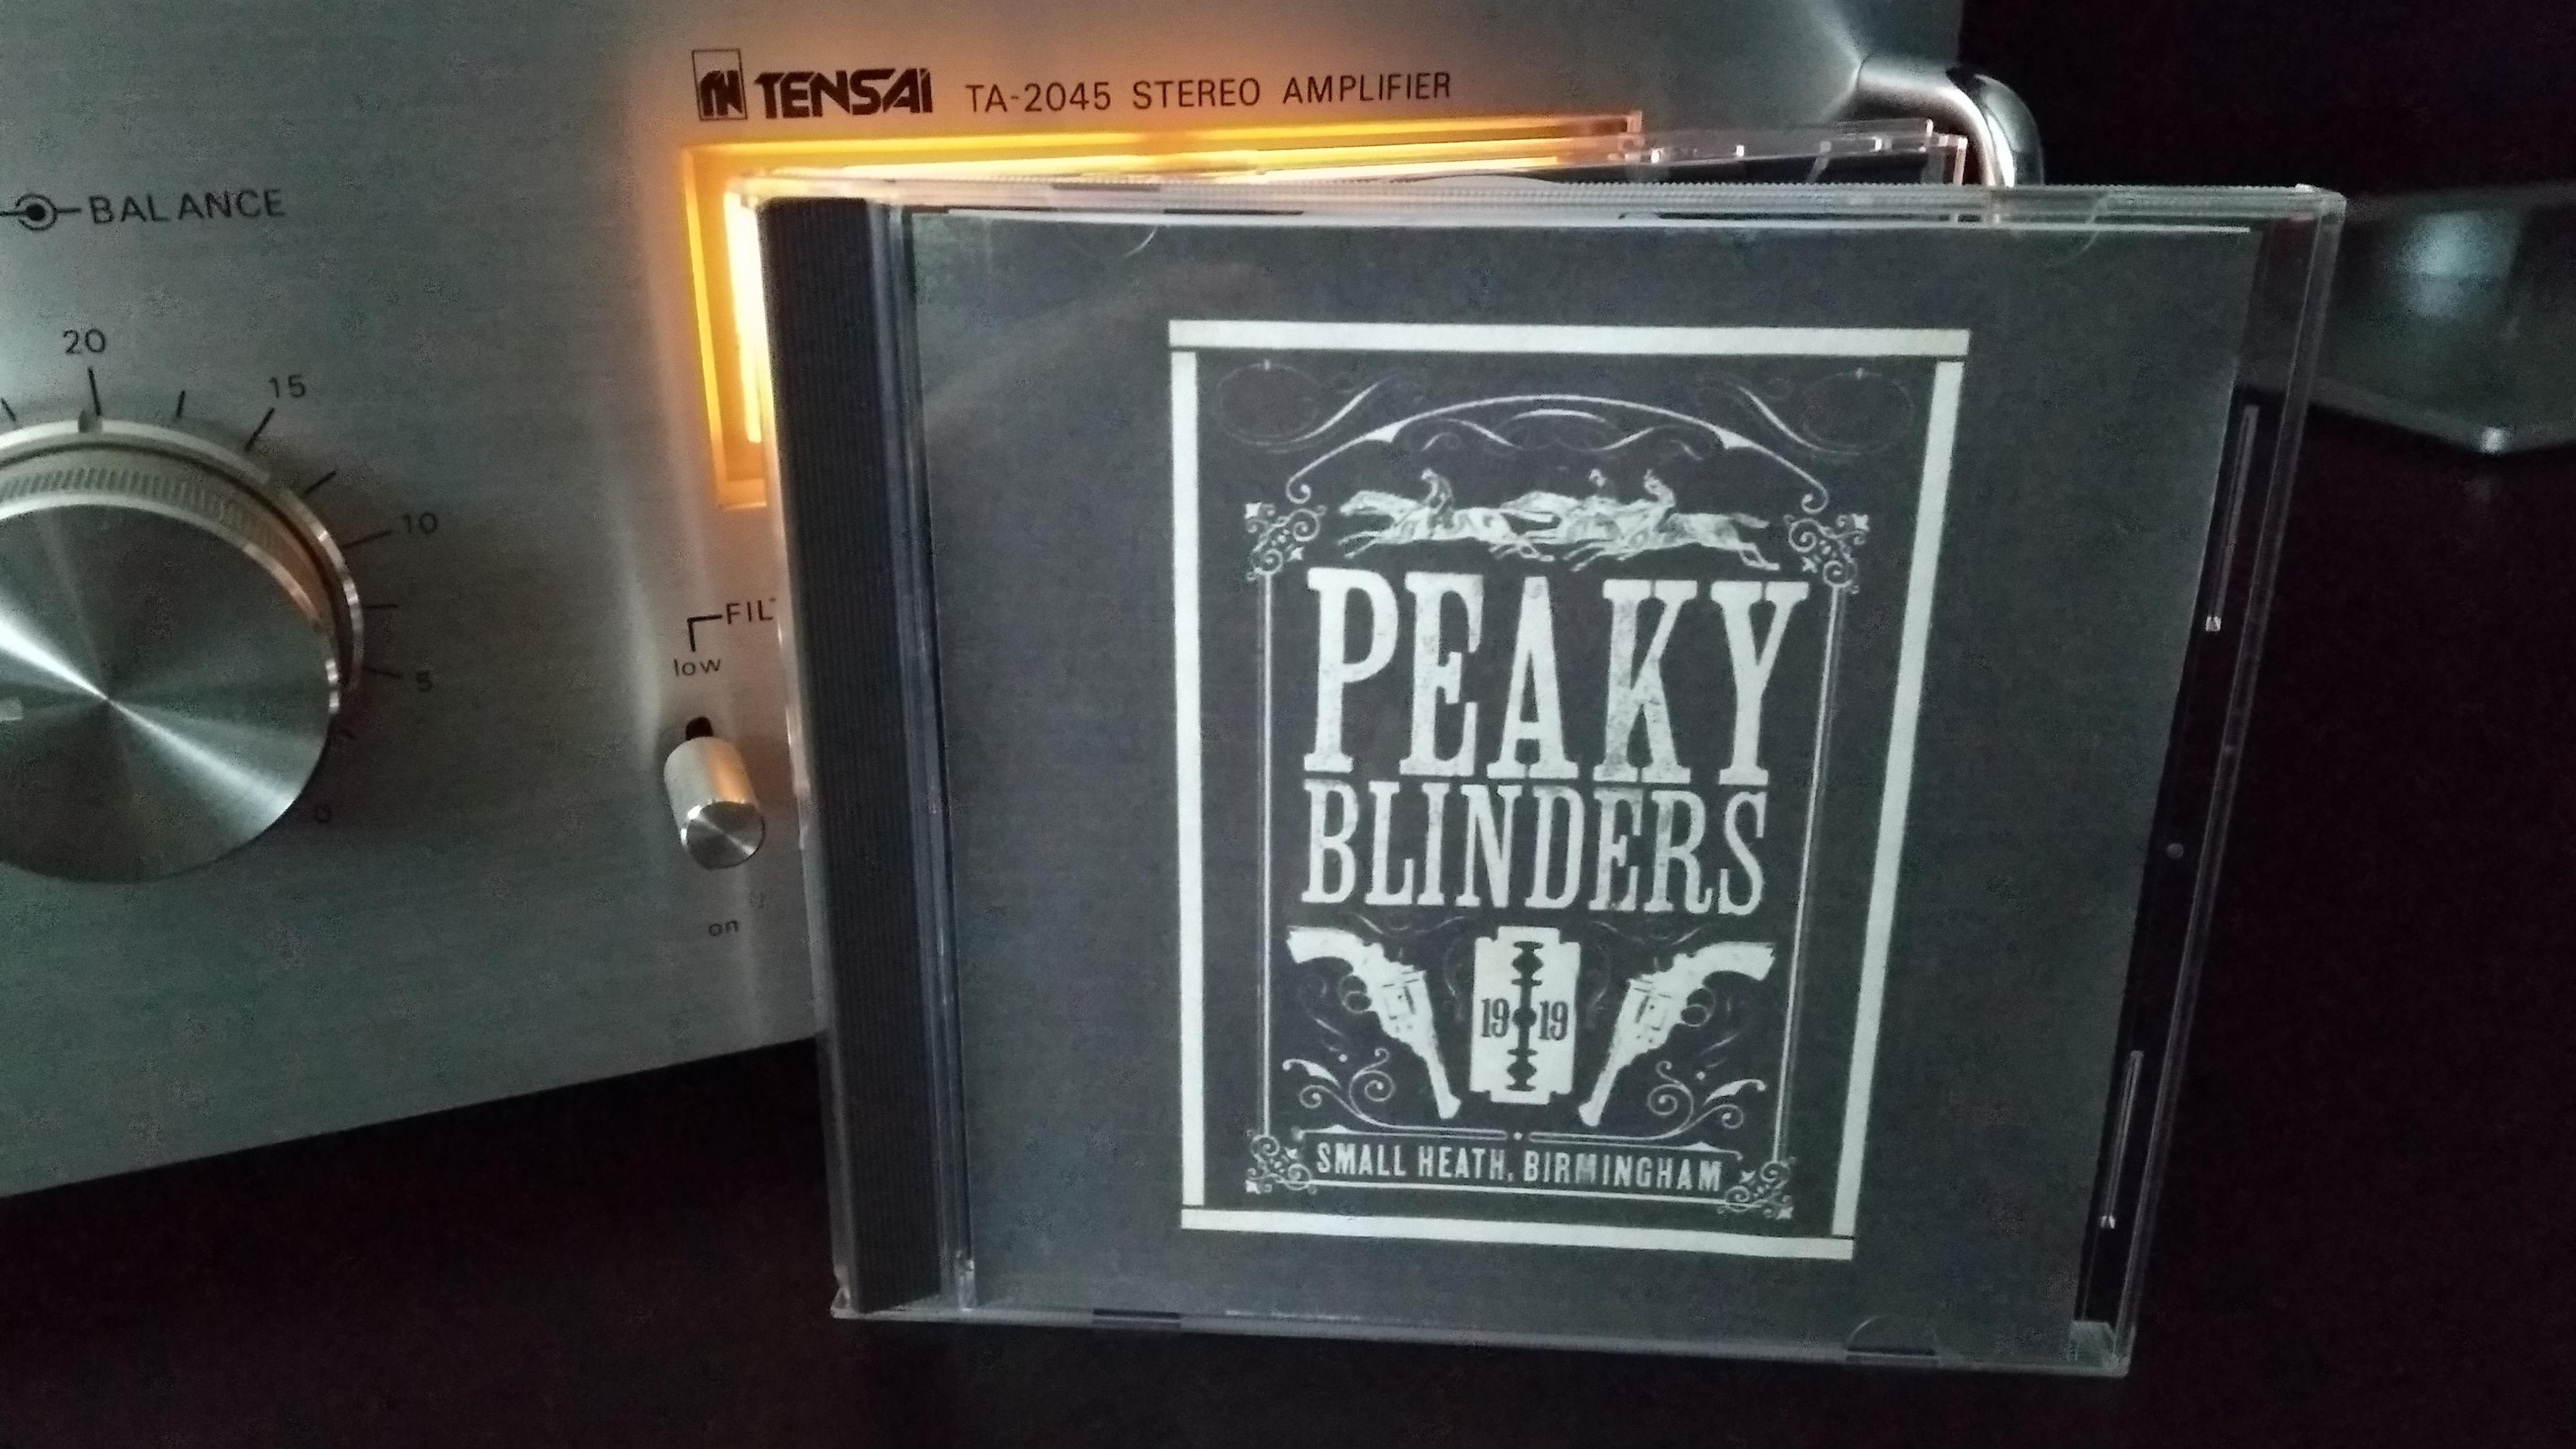 TENSAI TA-2045 STEREO AMPLIFIER
BALANCE
20
15
10
5
0
FIL
low
on
PEAKY
BLINDERS
19 19
SMALL HEATH, BIRMINGHAM